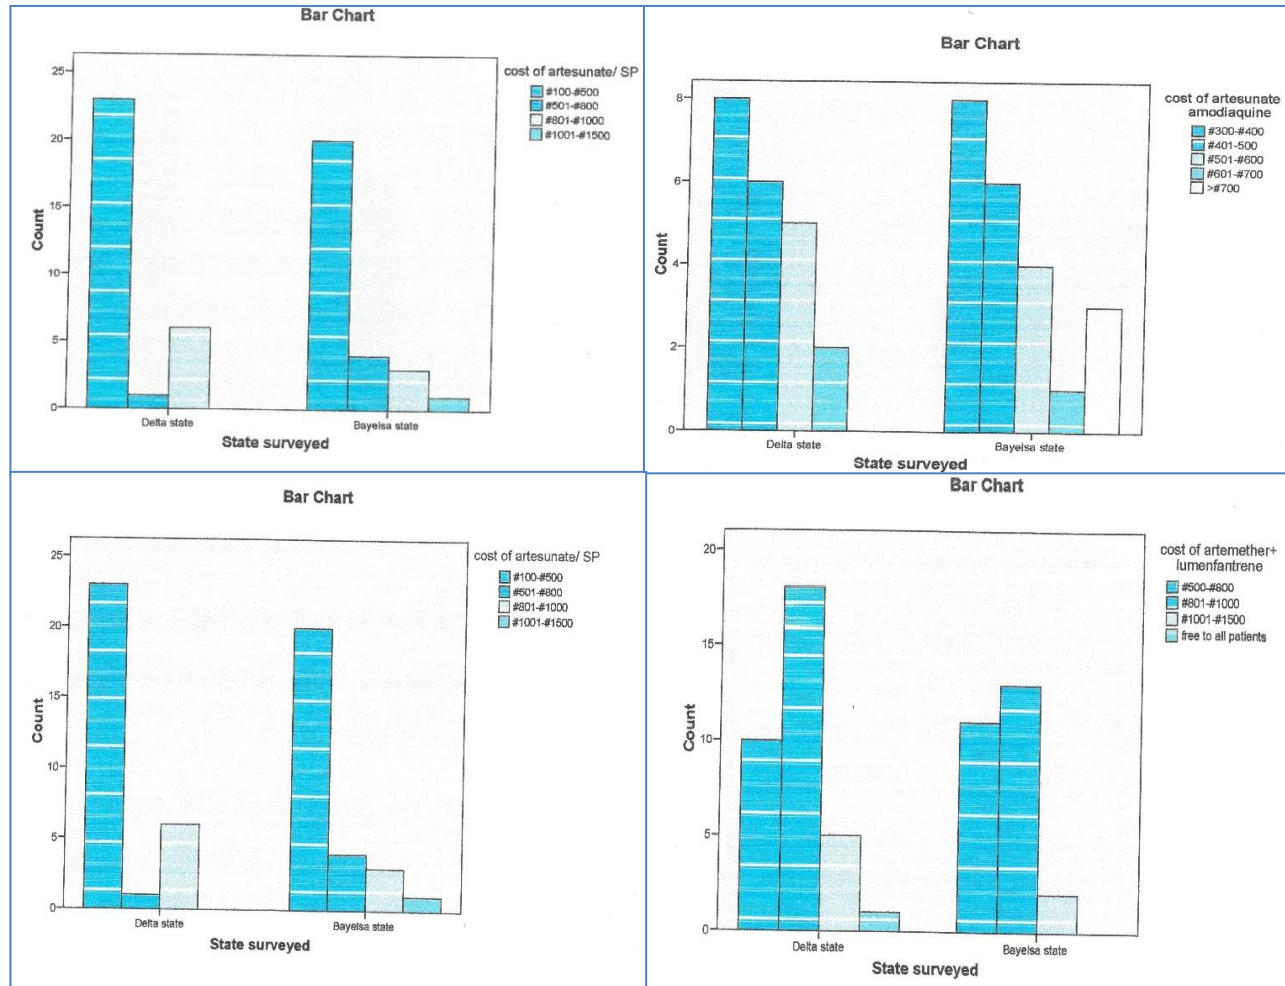 Bar Chart
cost of artesunate/ SP
#100-#500
#501-#800
#801-#1000
#1001-#1500
25
20
15
10
5
0
Count
Delta state
Bayelsa state
State surveyed
Bar Chart
cost of artesunate
amodiaquine
#300-#400
#401-500
#501-#600
#601-#700
>#700
8
6
4
2
0
Count
Delta state
Bayelsa state
State surveyed
Bar Chart
cost of artesunate/ SP
#100-#500
#501-#800
#801-#1000
#1001-#1500
25
20
15
10
5
0
Count
Delta state
Bayelsa state
State surveyed
Bar Chart
cost of artemether+
lumenfantrene
#500-#800
#801-#1000
#1001-#1500
free to all patients
20
15
10
5
0
Count
Delta state
Bayelsa state
State surveyed